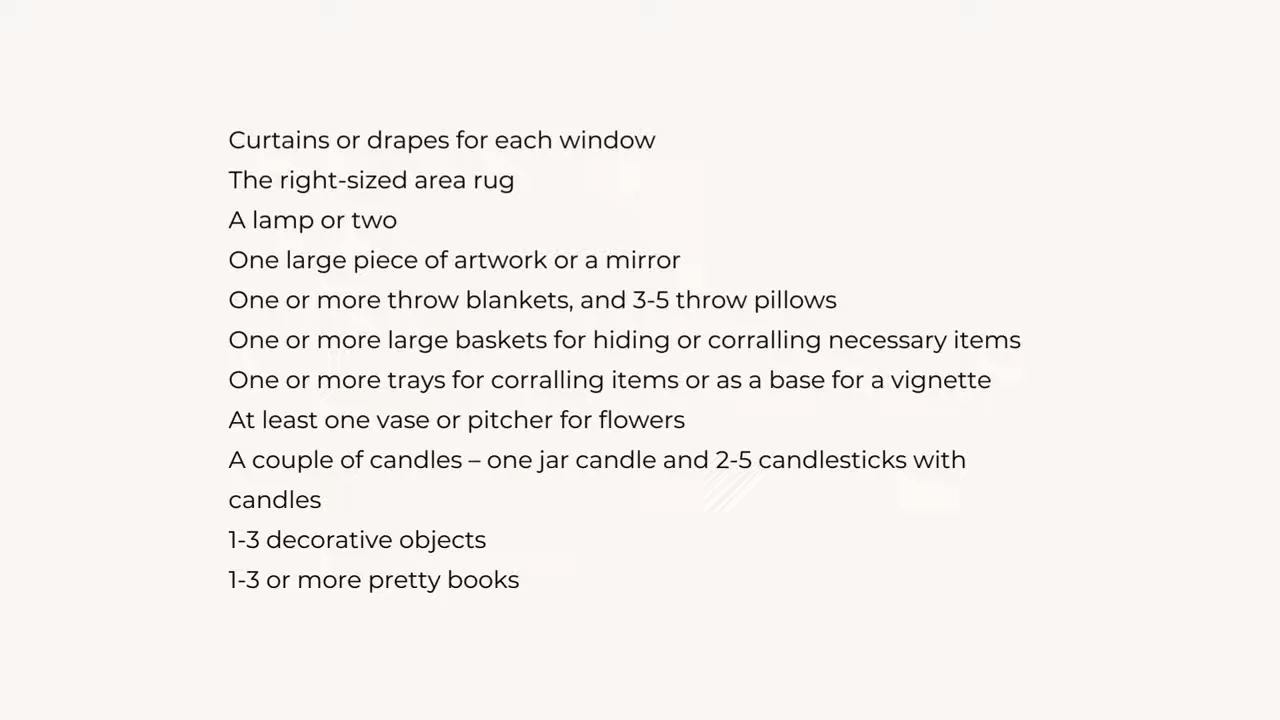 Curtains or drapes for each window
The right-sized area rug
A lamp or two
One large piece of artwork or a mirror
One or more throw blankets, and 3-5 throw pillows
One or more large baskets for hiding or corralling necessary items
One or more trays for corralling items or as a base for a vignette
At least one vase or pitcher for flowers
A couple of candles – one jar candle and 2-5 candlesticks with
candles
1-3 decorative objects
1-3 or more pretty books